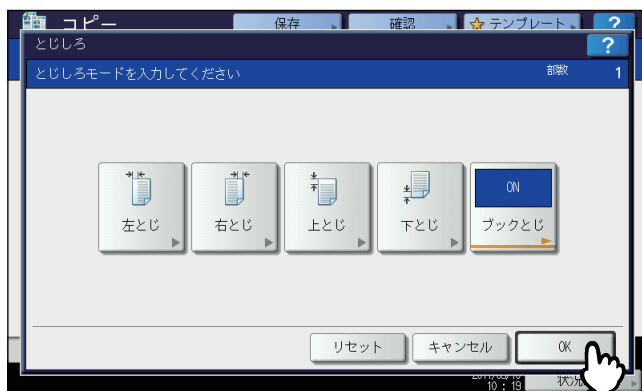 コピー 保存 確認 テンプレート ?
とじしろ ?
とじしろモードを入力してください 部数 1
ON
左とじ 右とじ 上とじ 下とじ ブックとじ
リセット キャンセル OK
10:19 状況